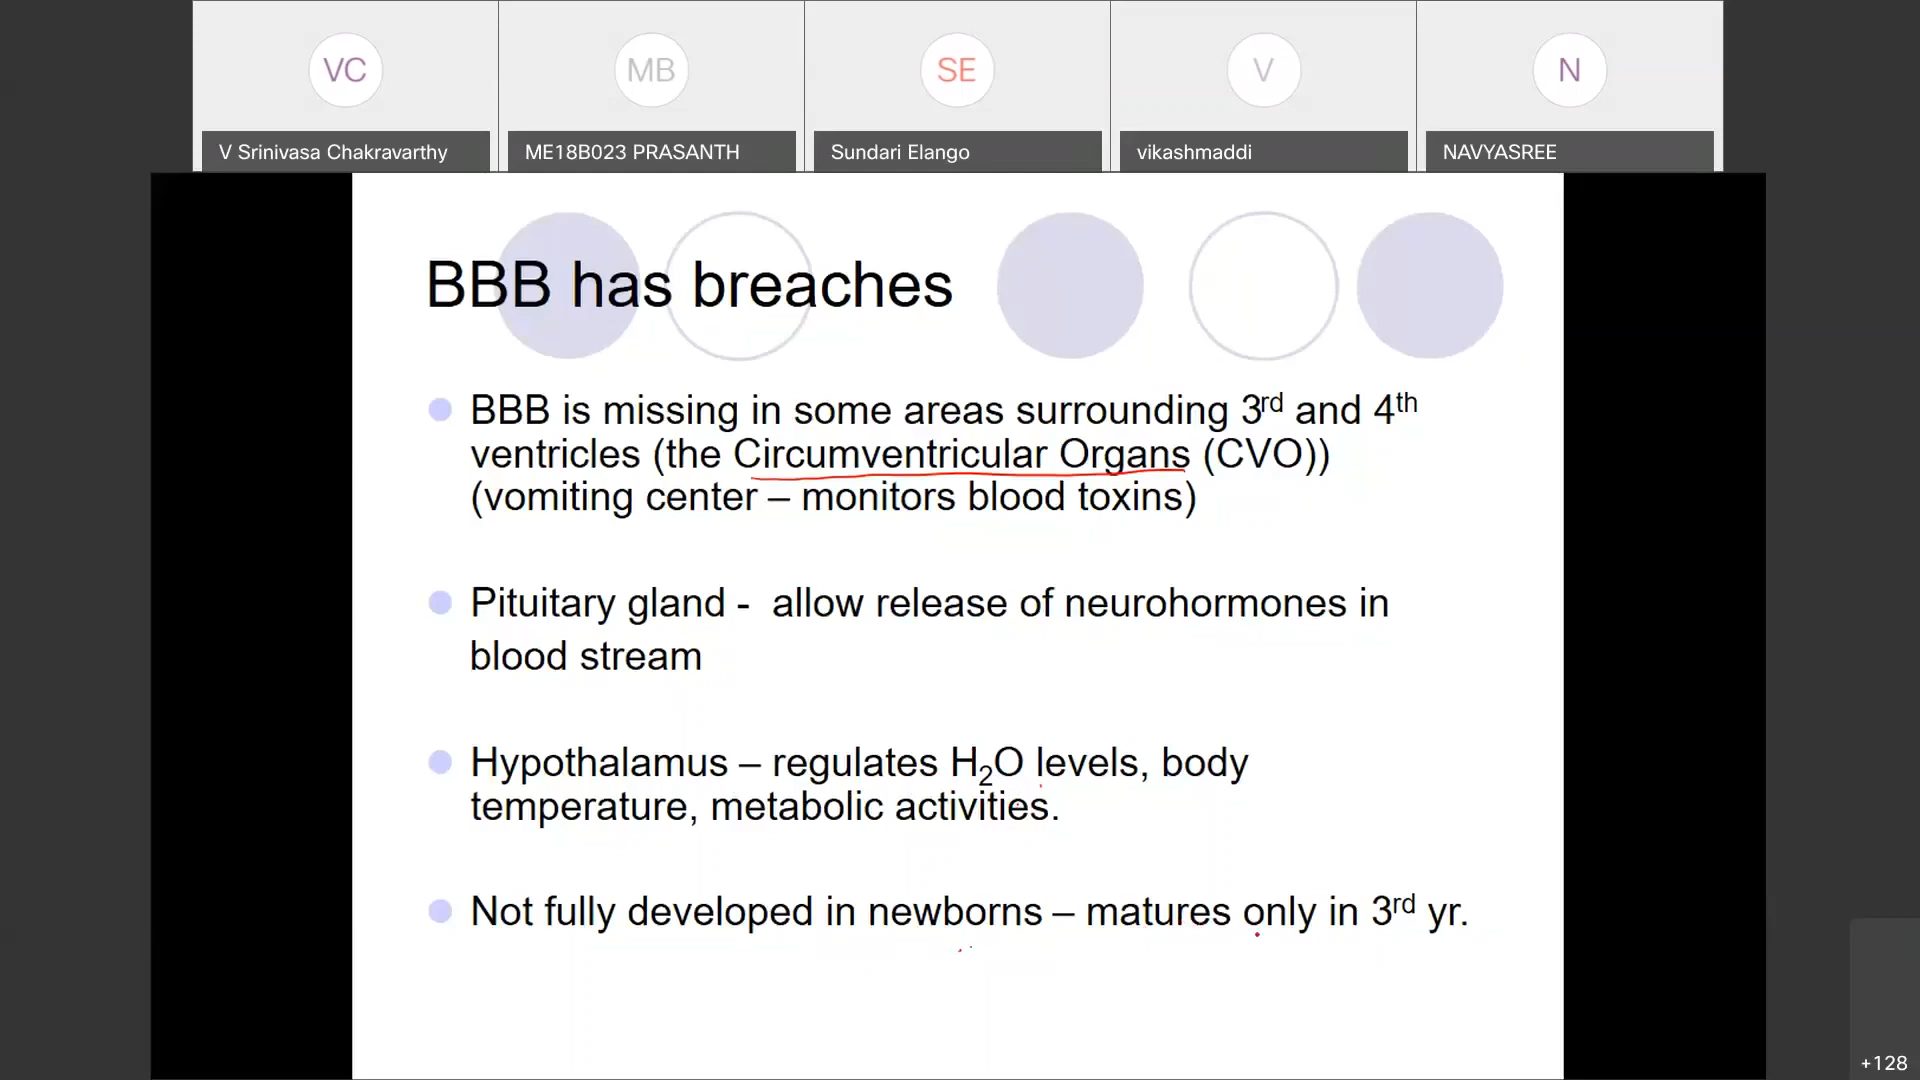 VC
MB
SE
V
N
V Srinivasa Chakravarthy
ME18B023 PRASANTH
Sundari Elango
vikashmaddi
NAVYASREE
BBB has breaches
BBB is missing in some areas surrounding 3rd and 4th
ventricles (the Circumventricular Organs (CVO))
(vomiting center – monitors blood toxins)
Pituitary gland - allow release of neurohormones in
blood stream
Hypothalamus – regulates H2O levels, body
temperature, metabolic activities.
Not fully developed in newborns – matures only in 3rd yr.
+128